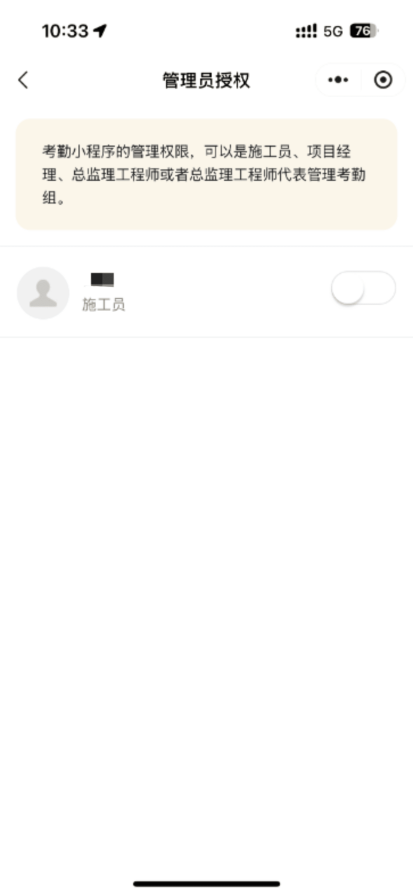 10:33
5G
76
管理员授权
考勤小程序的管理权限，可以是施工员、项目经
理、总监理工程师或者总监理工程师代表管理考勤
组。
施工员